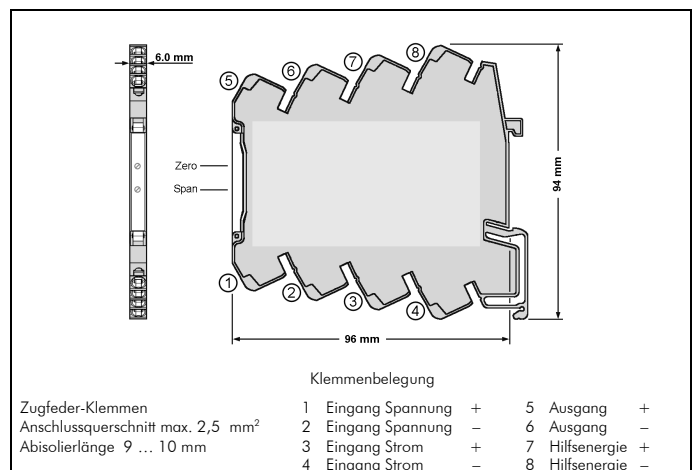 6.0 mm
5
6
7
8
Zero
Span
94 mm
1
2
3
4
96 mm
Klemmenbelegung
Zugfeder-Klemmen
Anschlussquerschnitt max. 2,5 mm²
Abisolierlänge 9 … 10 mm
1 Eingang Spannung +
2 Eingang Spannung –
3 Eingang Strom +
4 Eingang Strom –
5 Ausgang +
6 Ausgang –
7 Hilfsenergie +
8 Hilfsenergie –